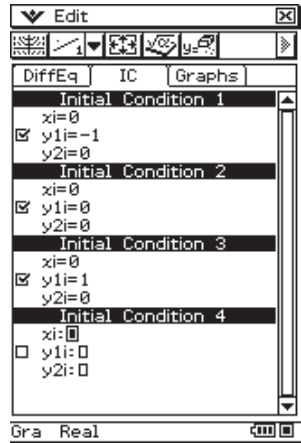 Edit
DiffEq IC Graphs
Initial Condition 1
xi=0
y1i=-1
y2i=0
Initial Condition 2
xi=0
y1i=0
y2i=0
Initial Condition 3
xi=0
y1i=1
y2i=0
Initial Condition 4
xi:
y1i:
y2i:
Gra Real